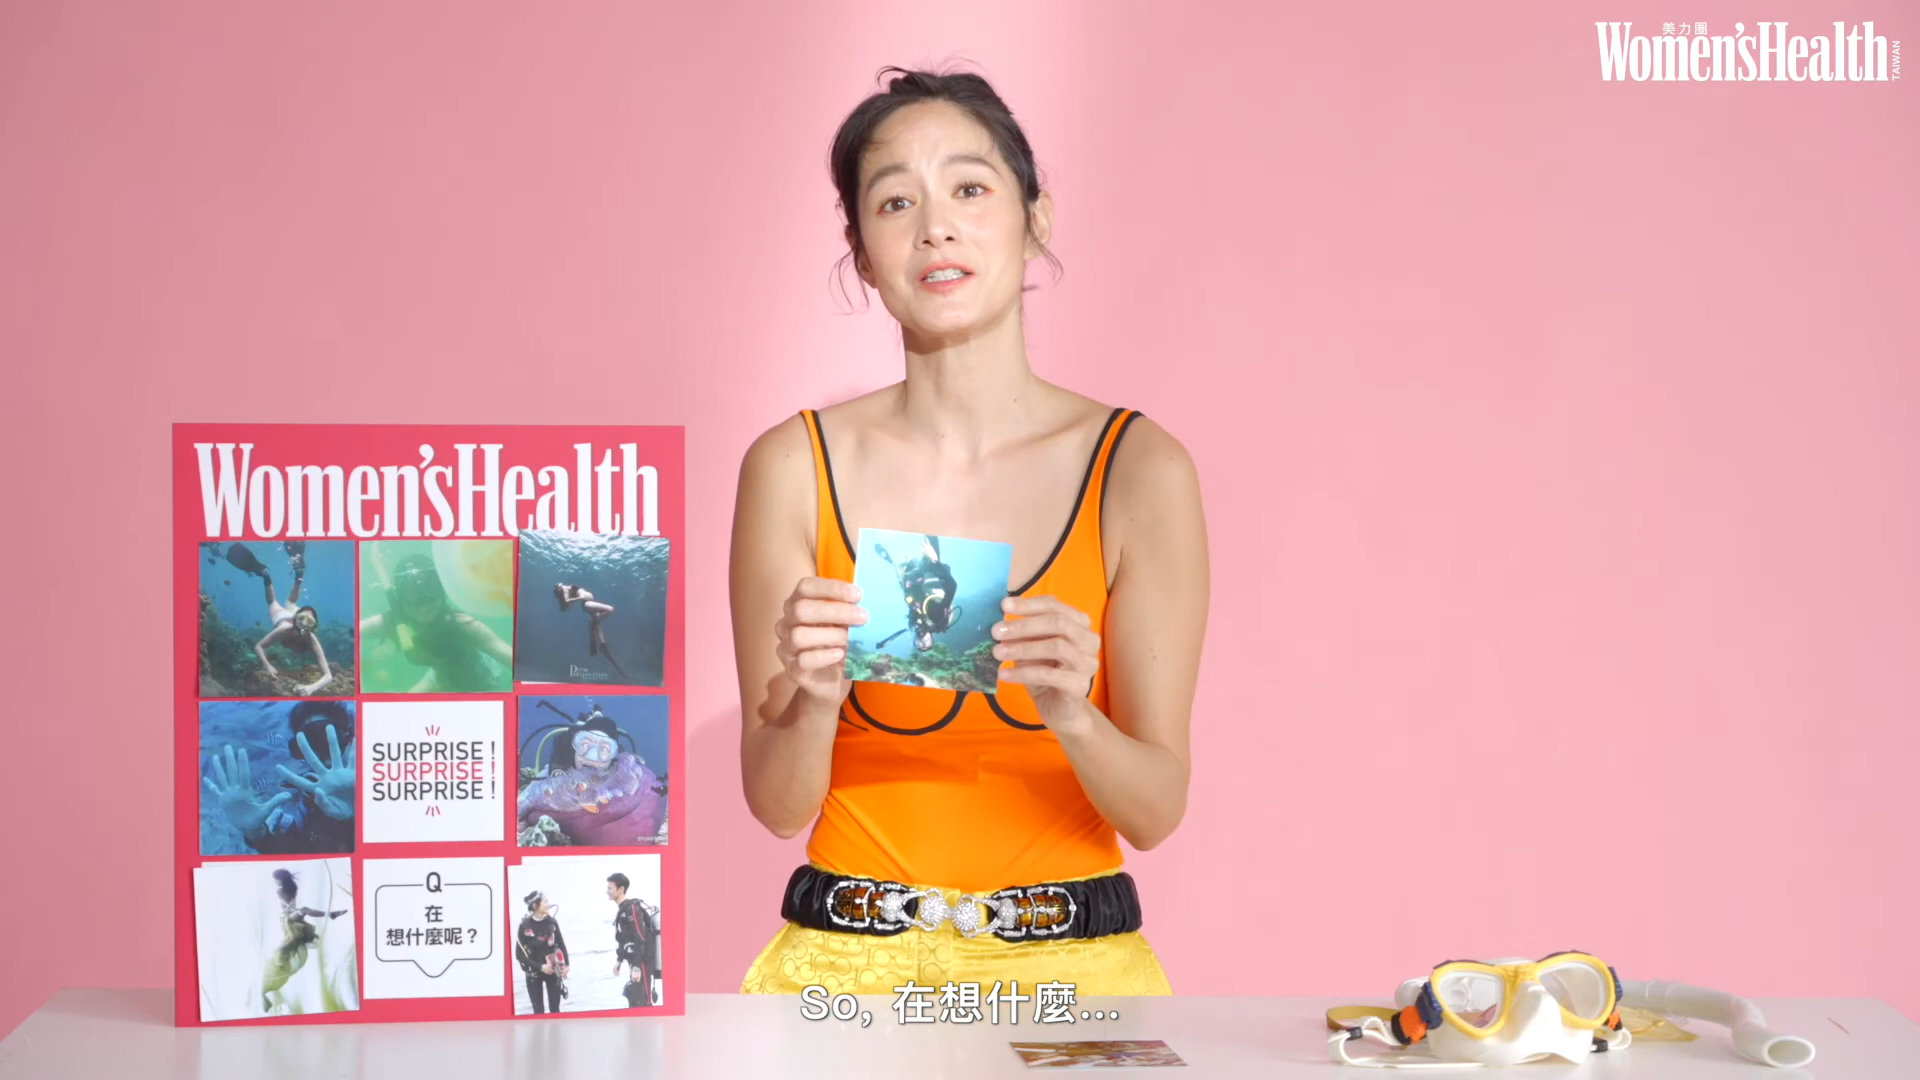 美力圈
Women'sHealth
TAIWAN
Women'sHealth
SURPRISE!
SURPRISE!
SURPRISE!
Q
在
想什麼呢？
So, 在想什麼...